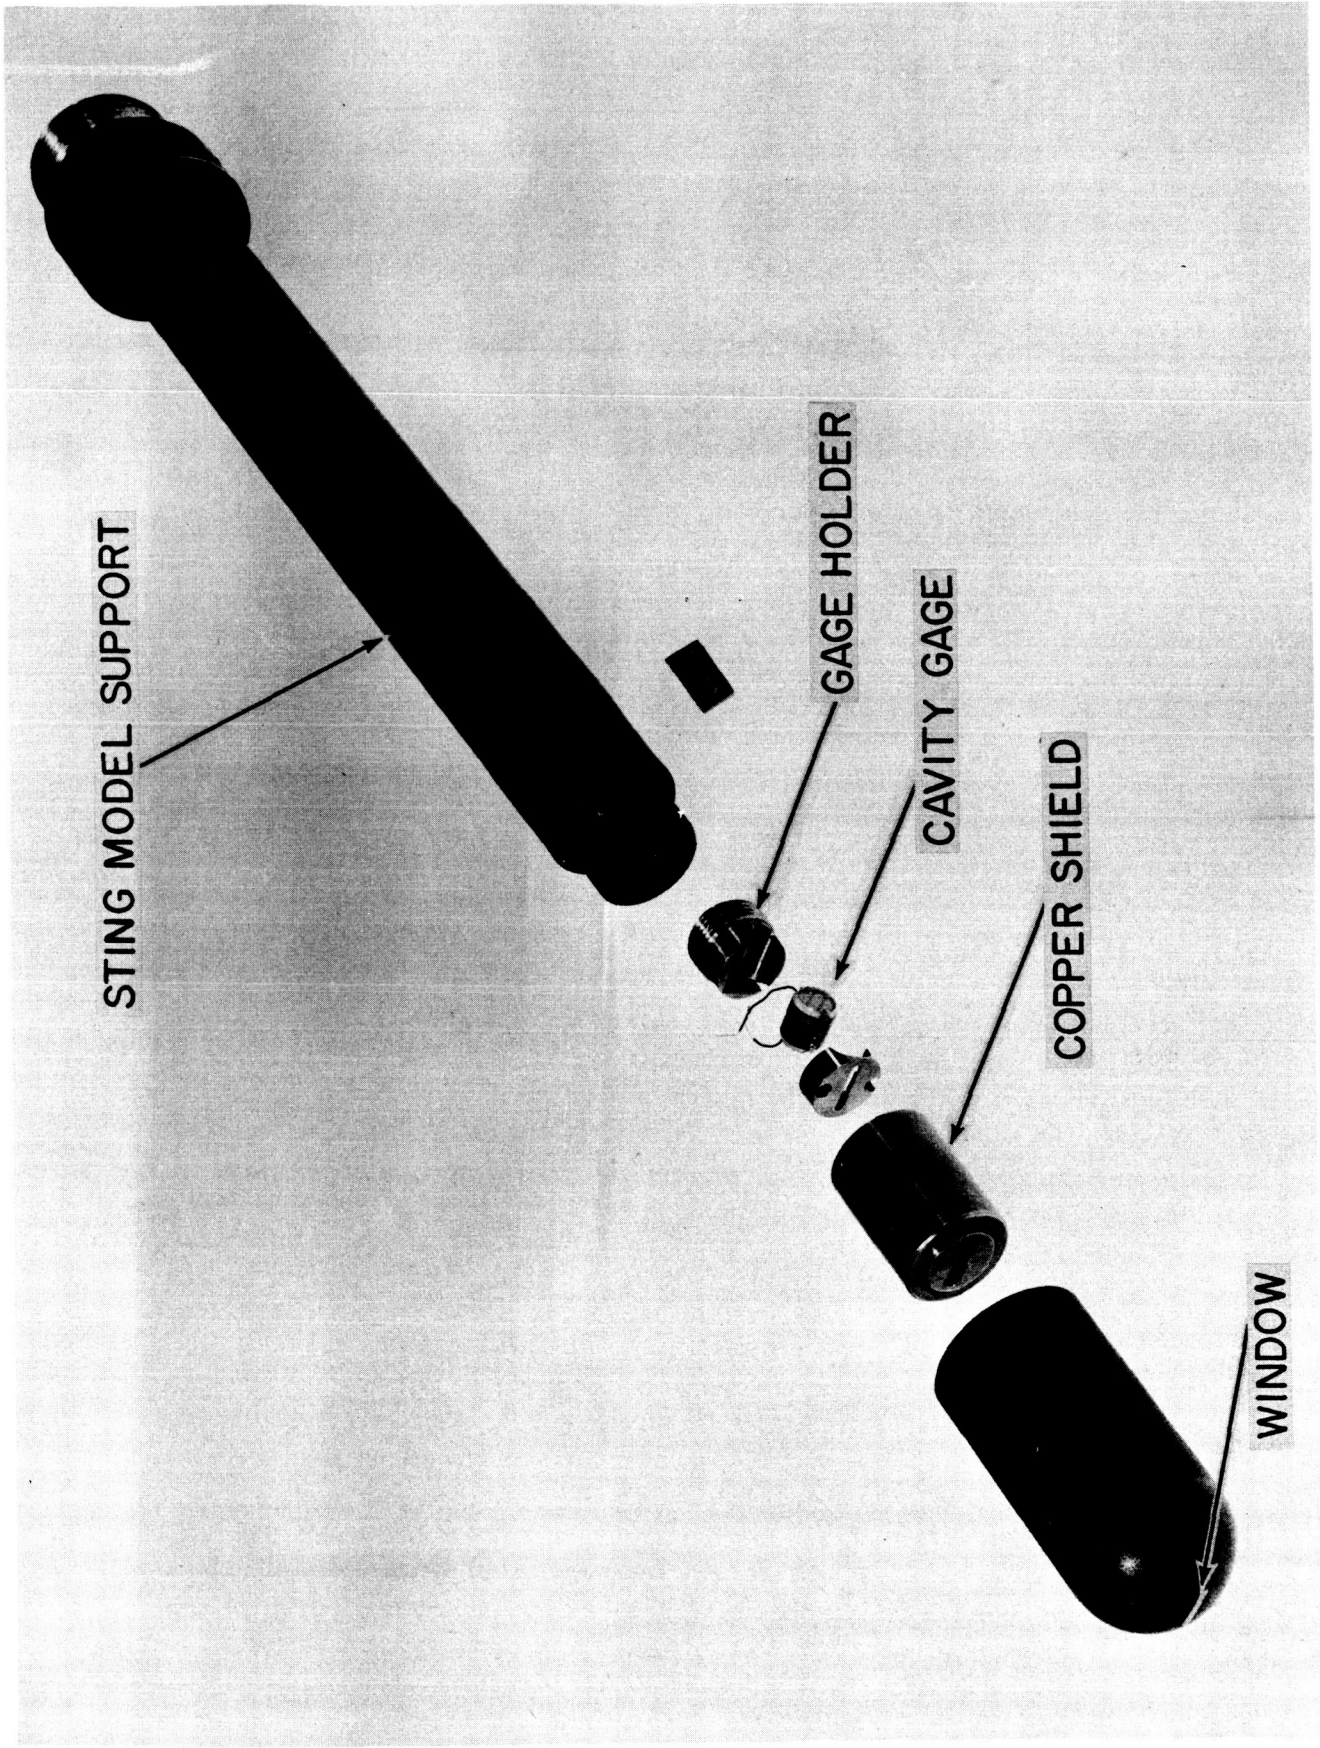 STING MODEL SUPPORT
GAGE HOLDER
CAVITY GAGE
COPPER SHIELD
WINDOW